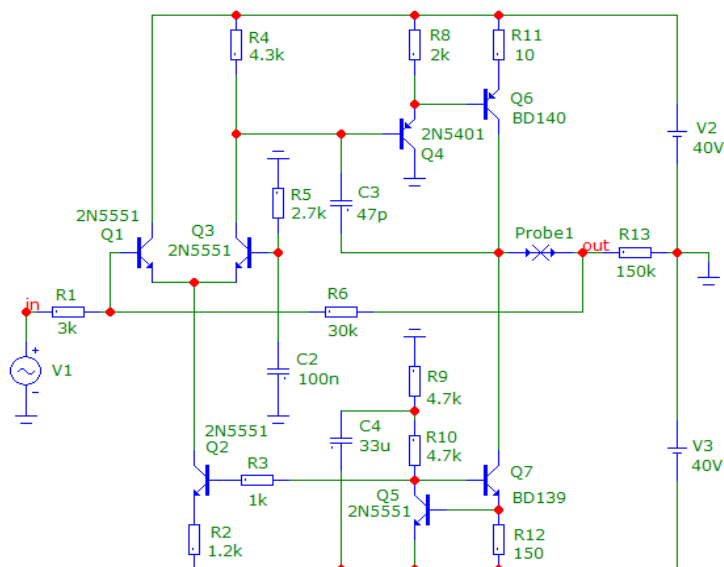 R4
4.3k
R8
2k
R11
10
Q6
BD140
2N5401
Q4
V2
40V
R5
2.7k
C3
47p
2N5551
Q1
Q3
2N5551
Probe1
out
R13
150k
in
R1
3k
R6
30k
V1
C2
100n
R9
4.7k
C4
33u
R10
4.7k
V3
40V
2N5551
Q2
R3
1k
Q5
2N5551
Q7
BD139
R2
1.2k
R12
150